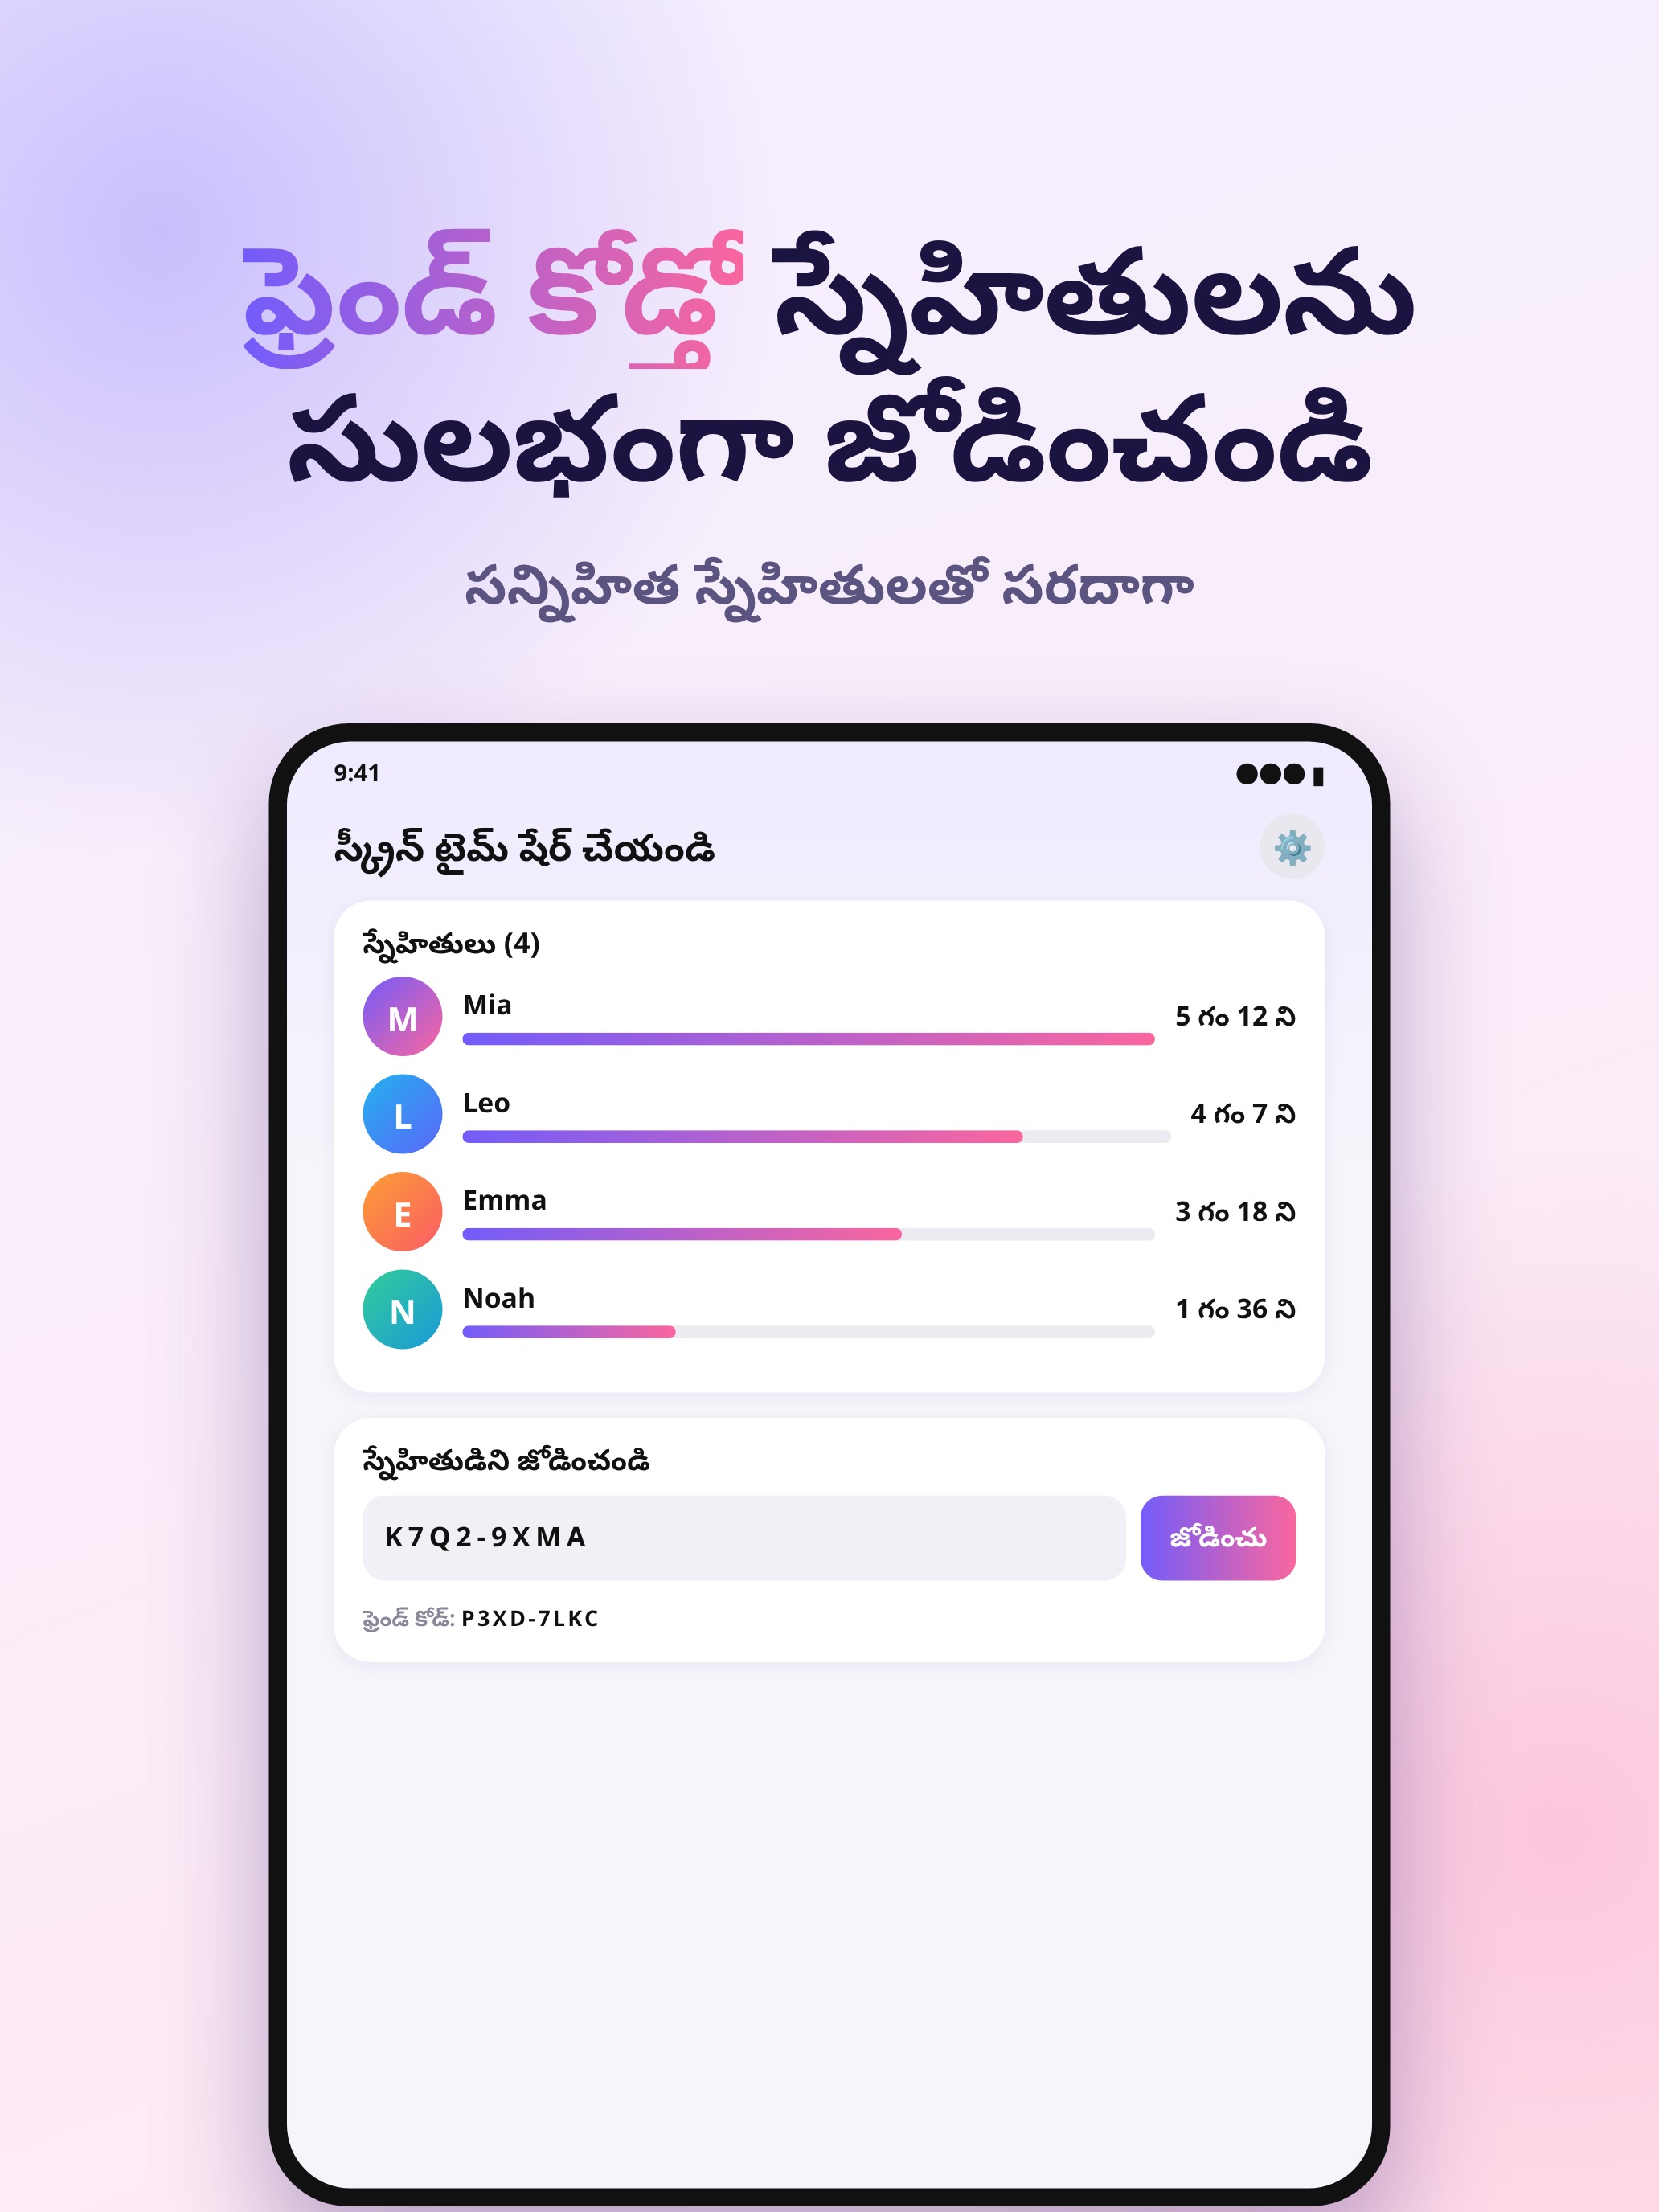 ఫ్రెండ్ కోడ్తో స్నేహితులను
సులభంగా జోడించండి
సన్నిహిత స్నేహితులతో సరదాగా
9:41
స్క్రీన్ టైమ్ షేర్ చేయండి
స్నేహితులు (4)
M
Mia
5 గం 12 ని
L
Leo
4 గం 7 ని
E
Emma
3 గం 18 ని
N
Noah
1 గం 36 ని
స్నేహితుడిని జోడించండి
K7Q2-9XMA
జోడించు
ఫ్రెండ్ కోడ్: P3XD-7LKC